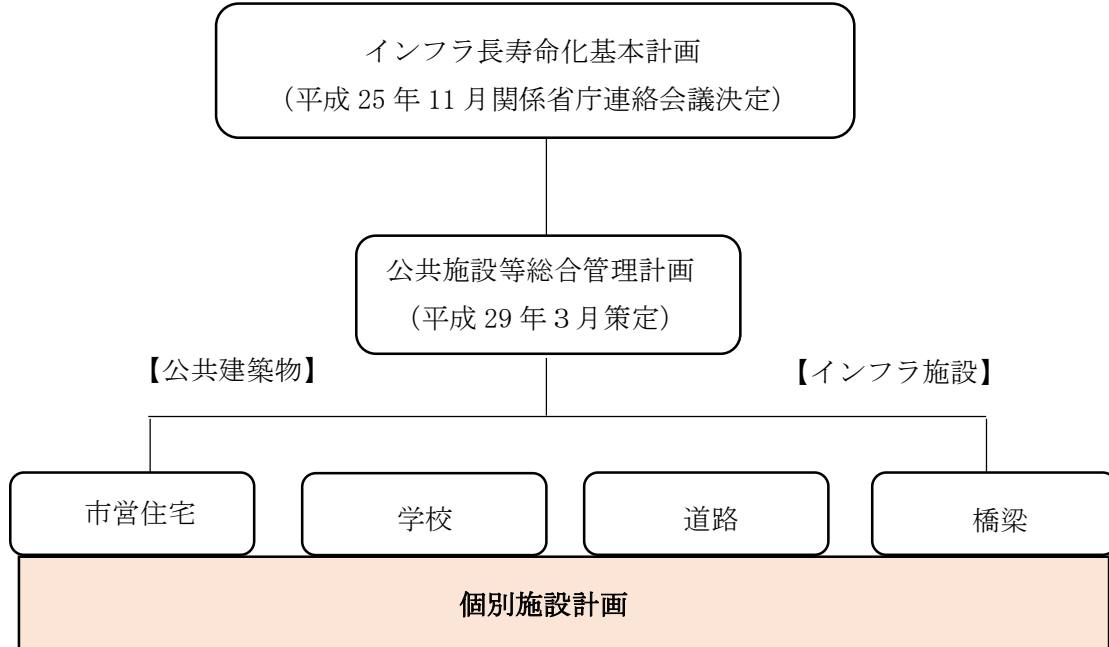 インフラ長寿命化基本計画
（平成 25 年 11 月関係省庁連絡会議決定）
公共施設等総合管理計画
（平成 29 年３月策定）
【公共建築物】
【インフラ施設】
市営住宅
学校
道路
橋梁
個別施設計画